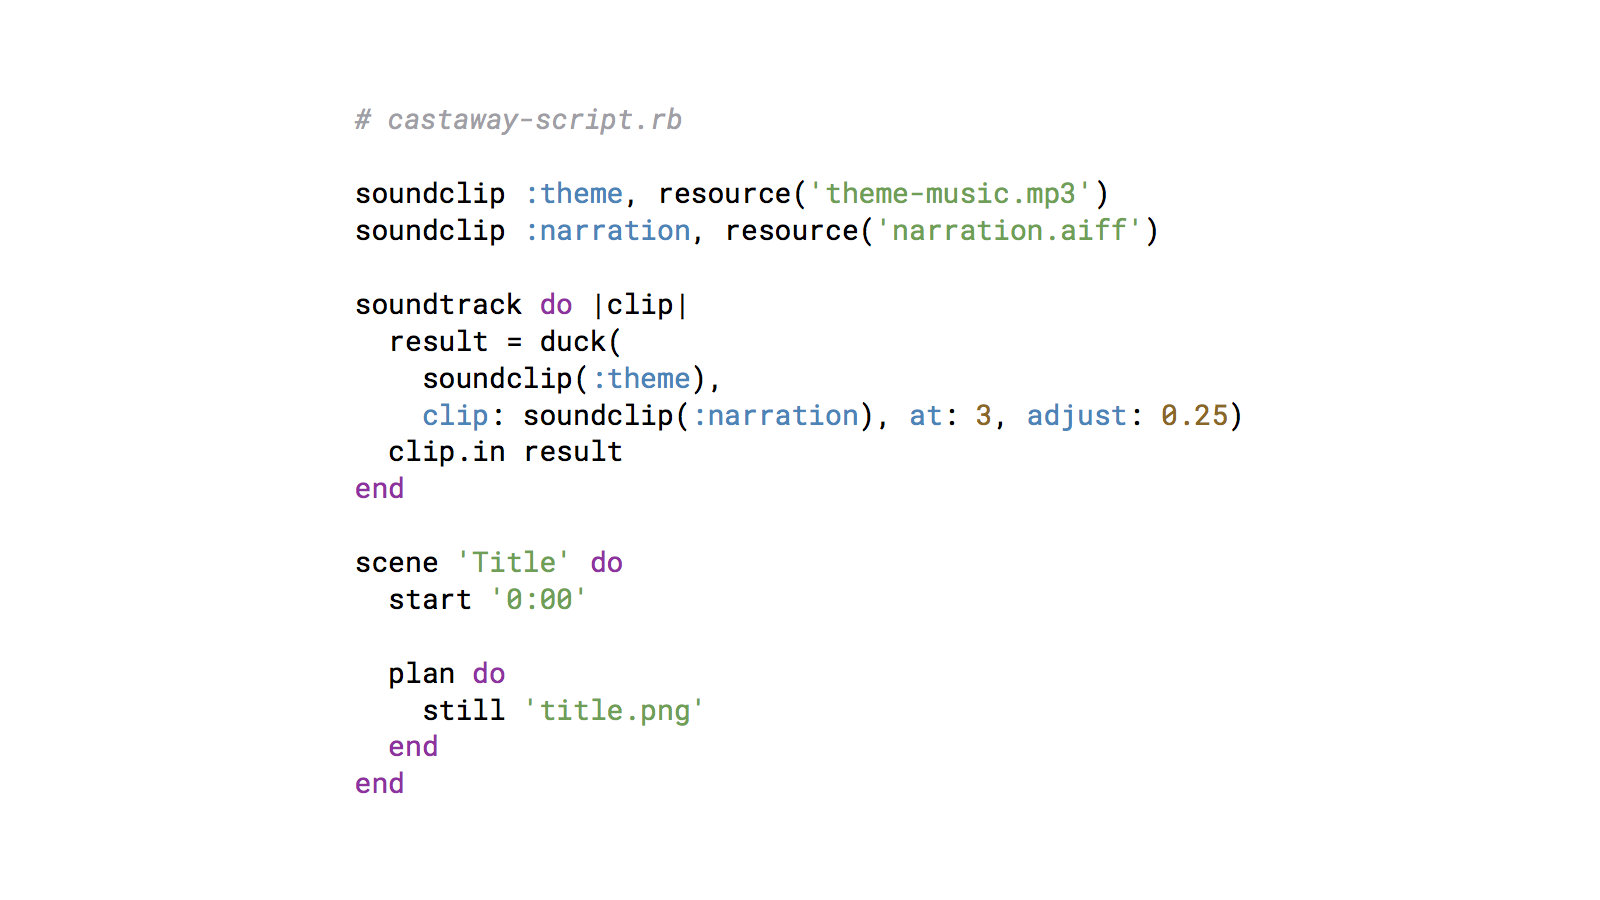 # castaway-script.rb

soundclip :theme, resource('theme-music.mp3')
soundclip :narration, resource('narration.aiff')

soundtrack do |clip|
  result = duck(
    soundclip(:theme),
    clip: soundclip(:narration), at: 3, adjust: 0.25)
  clip.in result
end

scene 'Title' do
  start '0:00'

  plan do
    still 'title.png'
  end
end